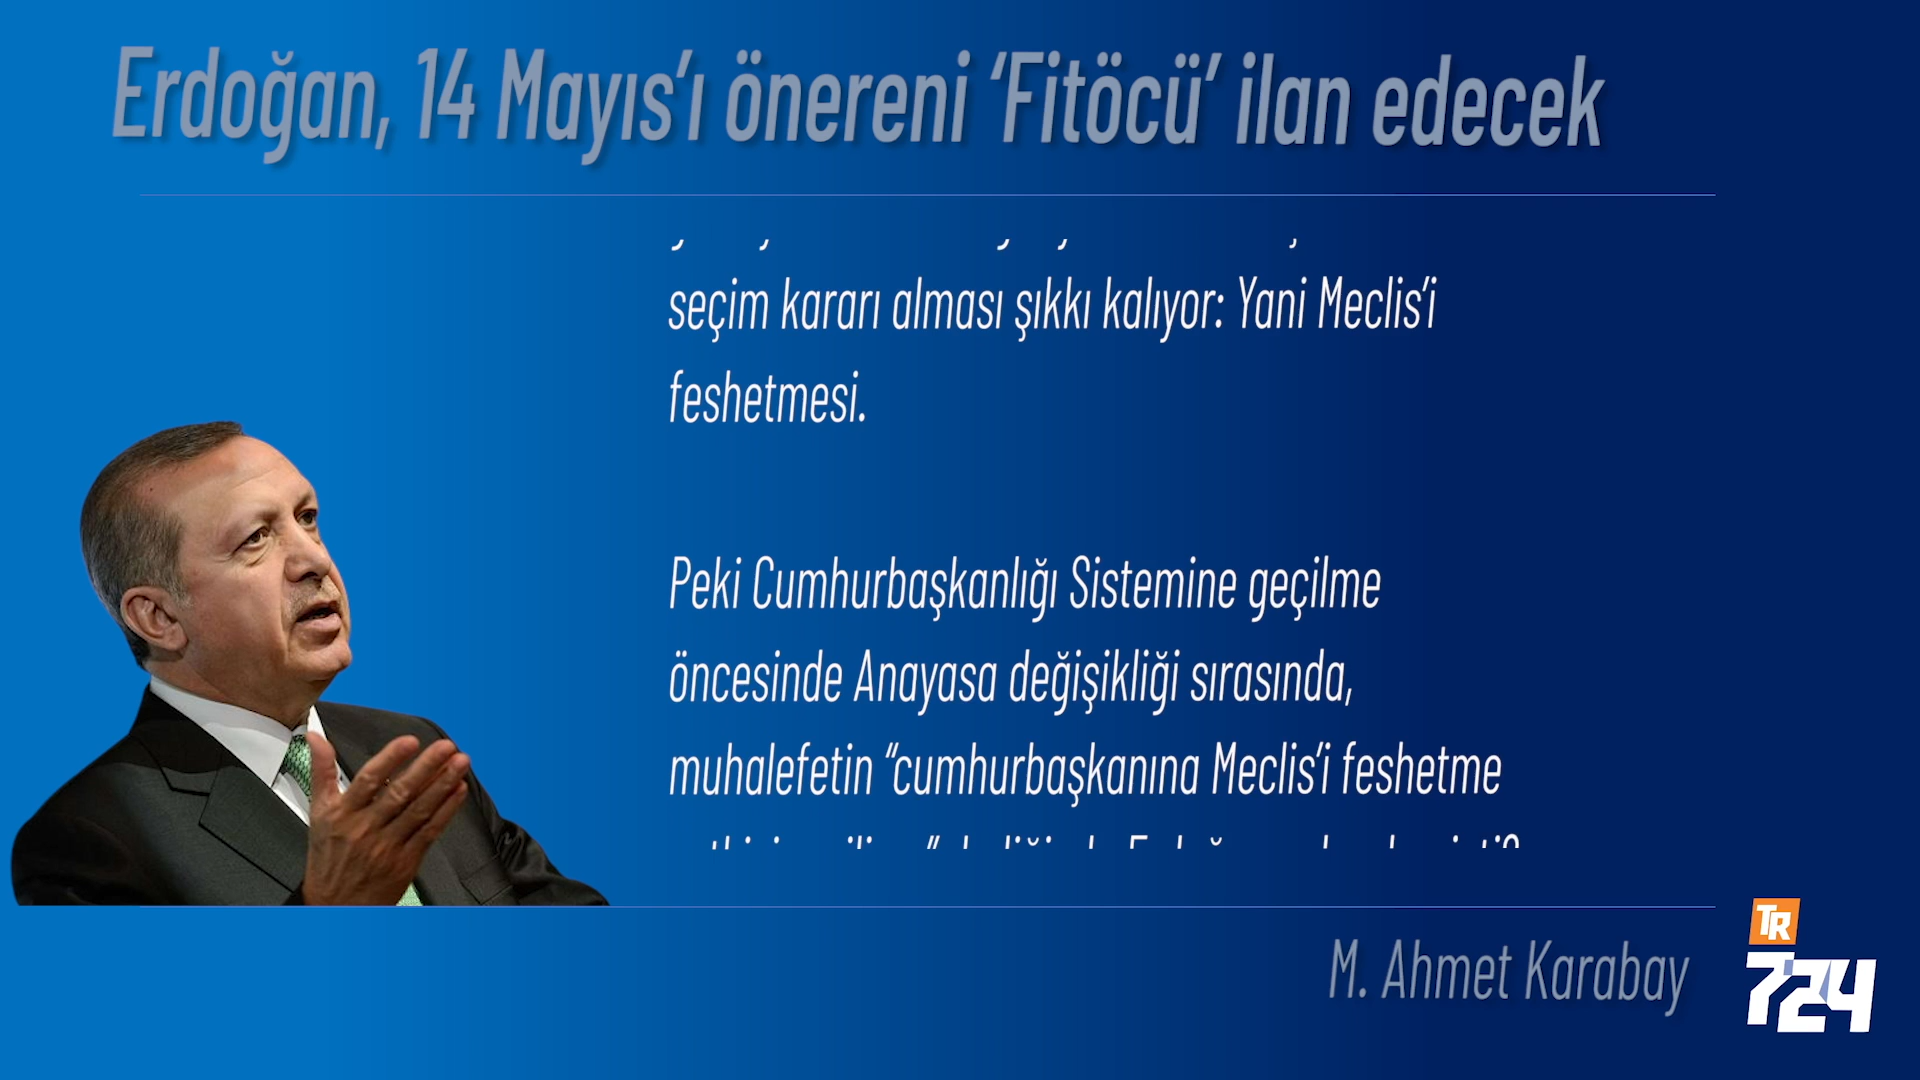 Erdoğan, 14 Mayıs’ı önereni ‘Fitöcü’ ilan edecek
seçim kararı alması şıkkı kalıyor: Yani Meclis’i
feshetmesi.
Peki Cumhurbaşkanlığı Sistemine geçilme
öncesinde Anayasa değişikliği sırasında,
muhalefetin “cumhurbaşkanına Meclis’i feshetme
M. Ahmet Karabay
TR
724